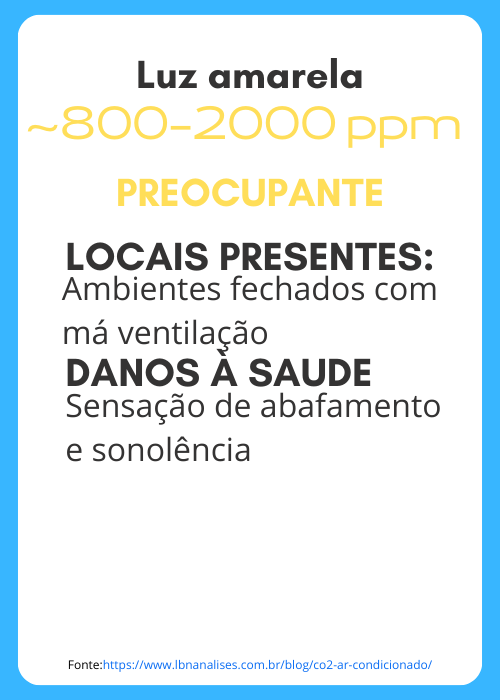 Luz amarela
~800-2000 ppm
PREOCUPANTE
LOCAIS PRESENTES:
Ambientes fechados com
má ventilação
DANOS À SAUDE
Sensação de abafamento
e sonolência
Fonte:https://www.lbnanalises.com.br/blog/co2-ar-condicionado/